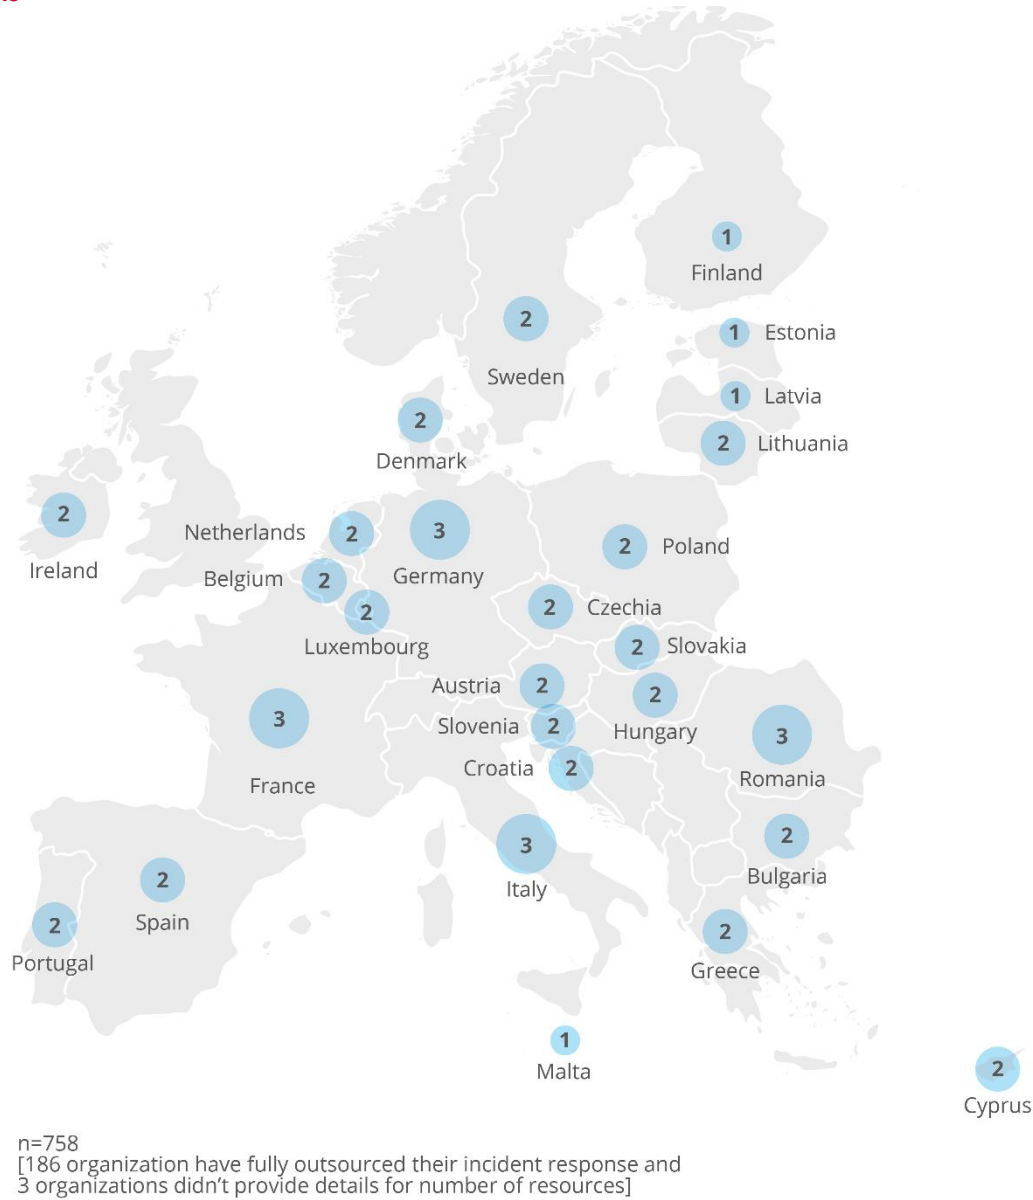 1
Finland
2
Sweden
1 Estonia
1 Latvia
2 Lithuania
2
Denmark
2
Ireland
Netherlands 2
3
Germany
2 Poland
Belgium 2
2
Luxembourg
2 Czechia
2 Slovakia
Austria 2
2
Hungary
Slovenia 2
Croatia 2
3
France
3
Romania
3
Italy
2
Bulgaria
2
Spain
2
Portugal
2
Greece
1
Malta
2
Cyprus
n=758
[186 organization have fully outsourced their incident response and
3 organizations didn't provide details for number of resources]